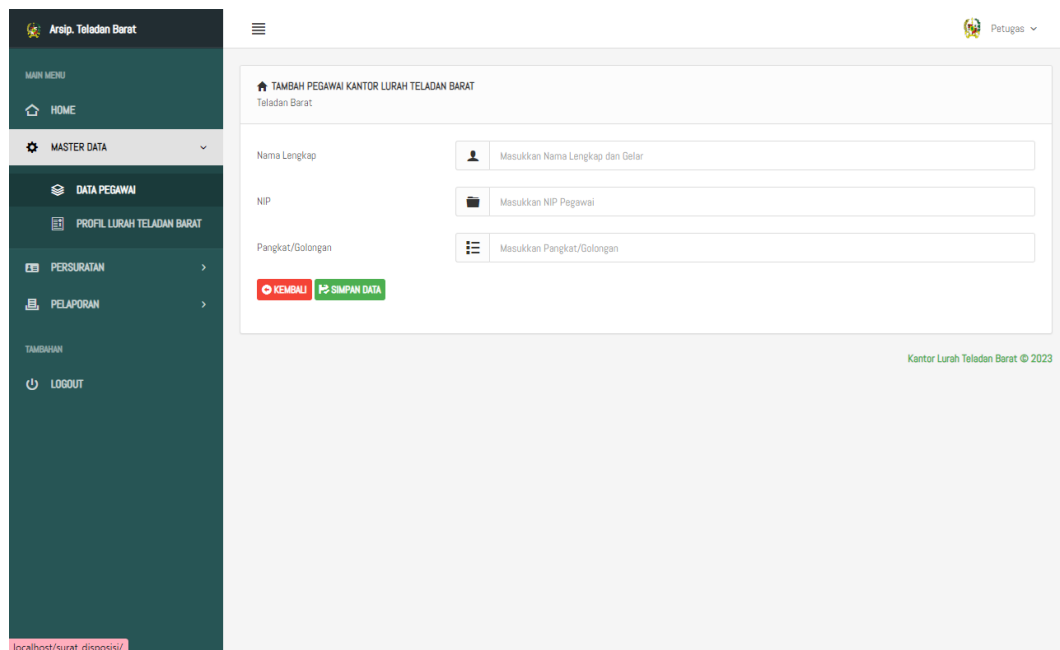 Arsip. Teladan Barat
Petugas
MAIN MENU
HOME
MASTER DATA
DATA PEGAWAI
PROFIL LURAH TELADAN BARAT
PERSURATAN
PELAPORAN
TAMBAHAN
LOGOUT
TAMBAH PEGAWAI KANTOR LURAH TELADAN BARAT
Teladan Barat
Nama Lengkap
Masukkan Nama Lengkap dan Gelar
NIP
Masukkan NIP Pegawai
Pangkat/Golongan
Masukkan Pangkat/Golongan
KEMBALI
SIMPAN DATA
Kantor Lurah Teladan Barat © 2023
localhost/surat_disposisi/